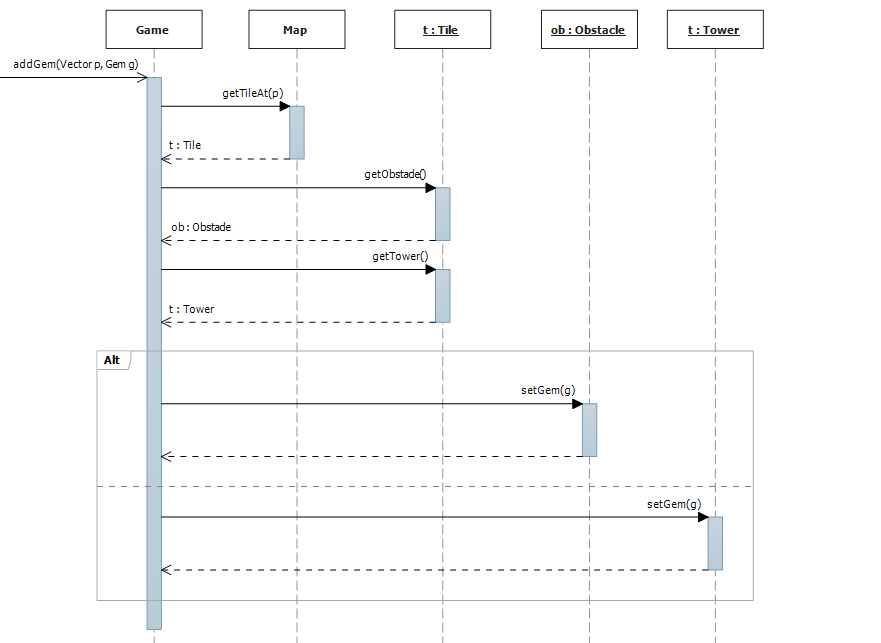 Game
Map
t : Tile
ob : Obstacle
t : Tower
addGem(Vector p, Gem g)
getTileAt(p)
t : Tile
getObstade()
ob : Obstade
getTower()
t : Tower
Alt
setGem(g)
setGem(g)